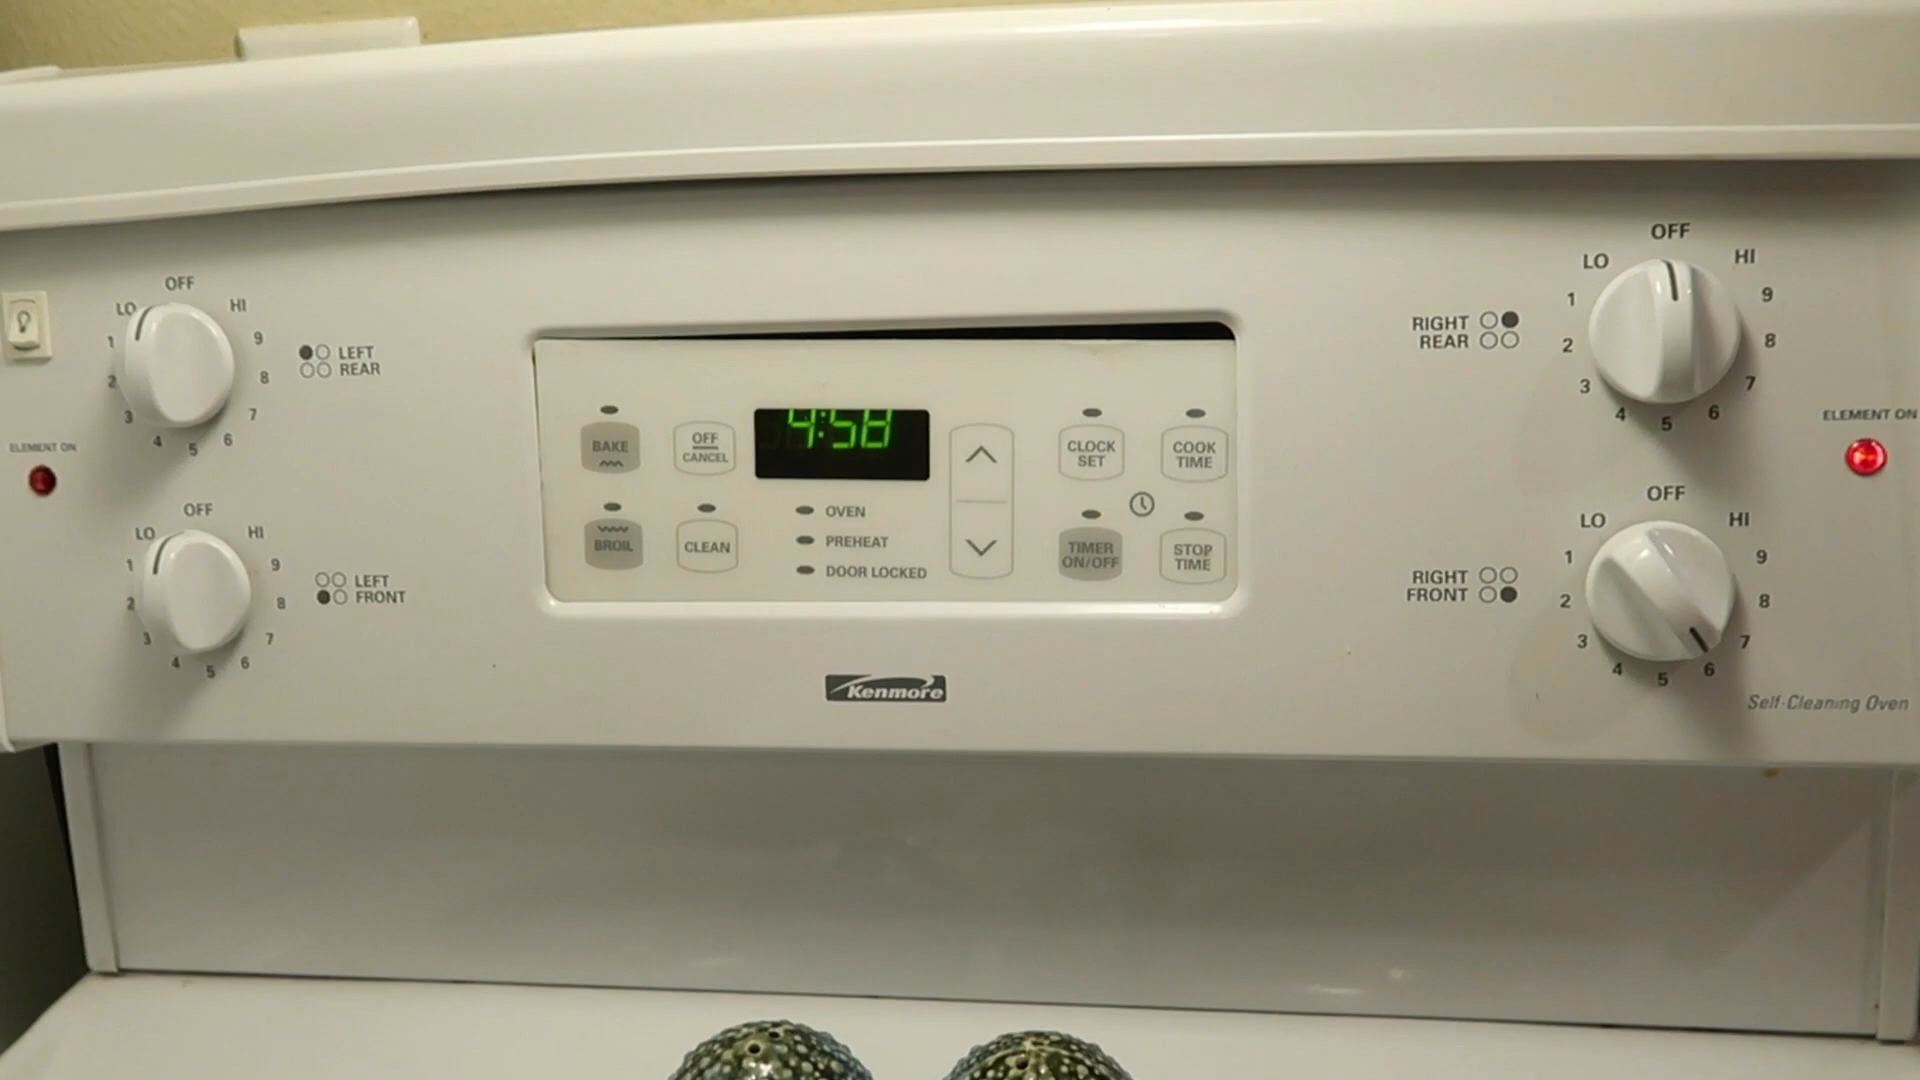 OFF
LO
HI
1
9
2
8
3
7
4
6
5
LEFT
REAR
ELEMENT ON
OFF
LO
HI
1
9
2
8
3
7
4
6
5
LEFT
FRONT
BAKE
OFF
CANCEL
4:58
CLOCK
SET
COOK
TIME
BROIL
CLEAN
OVEN
PREHEAT
DOOR LOCKED
TIMER
ON/OFF
STOP
TIME
Kenmore
OFF
LO
HI
1
9
2
8
3
7
4
6
5
RIGHT
REAR
ELEMENT ON
OFF
LO
HI
1
9
2
8
3
7
4
6
5
RIGHT
FRONT
Self-Cleaning Oven